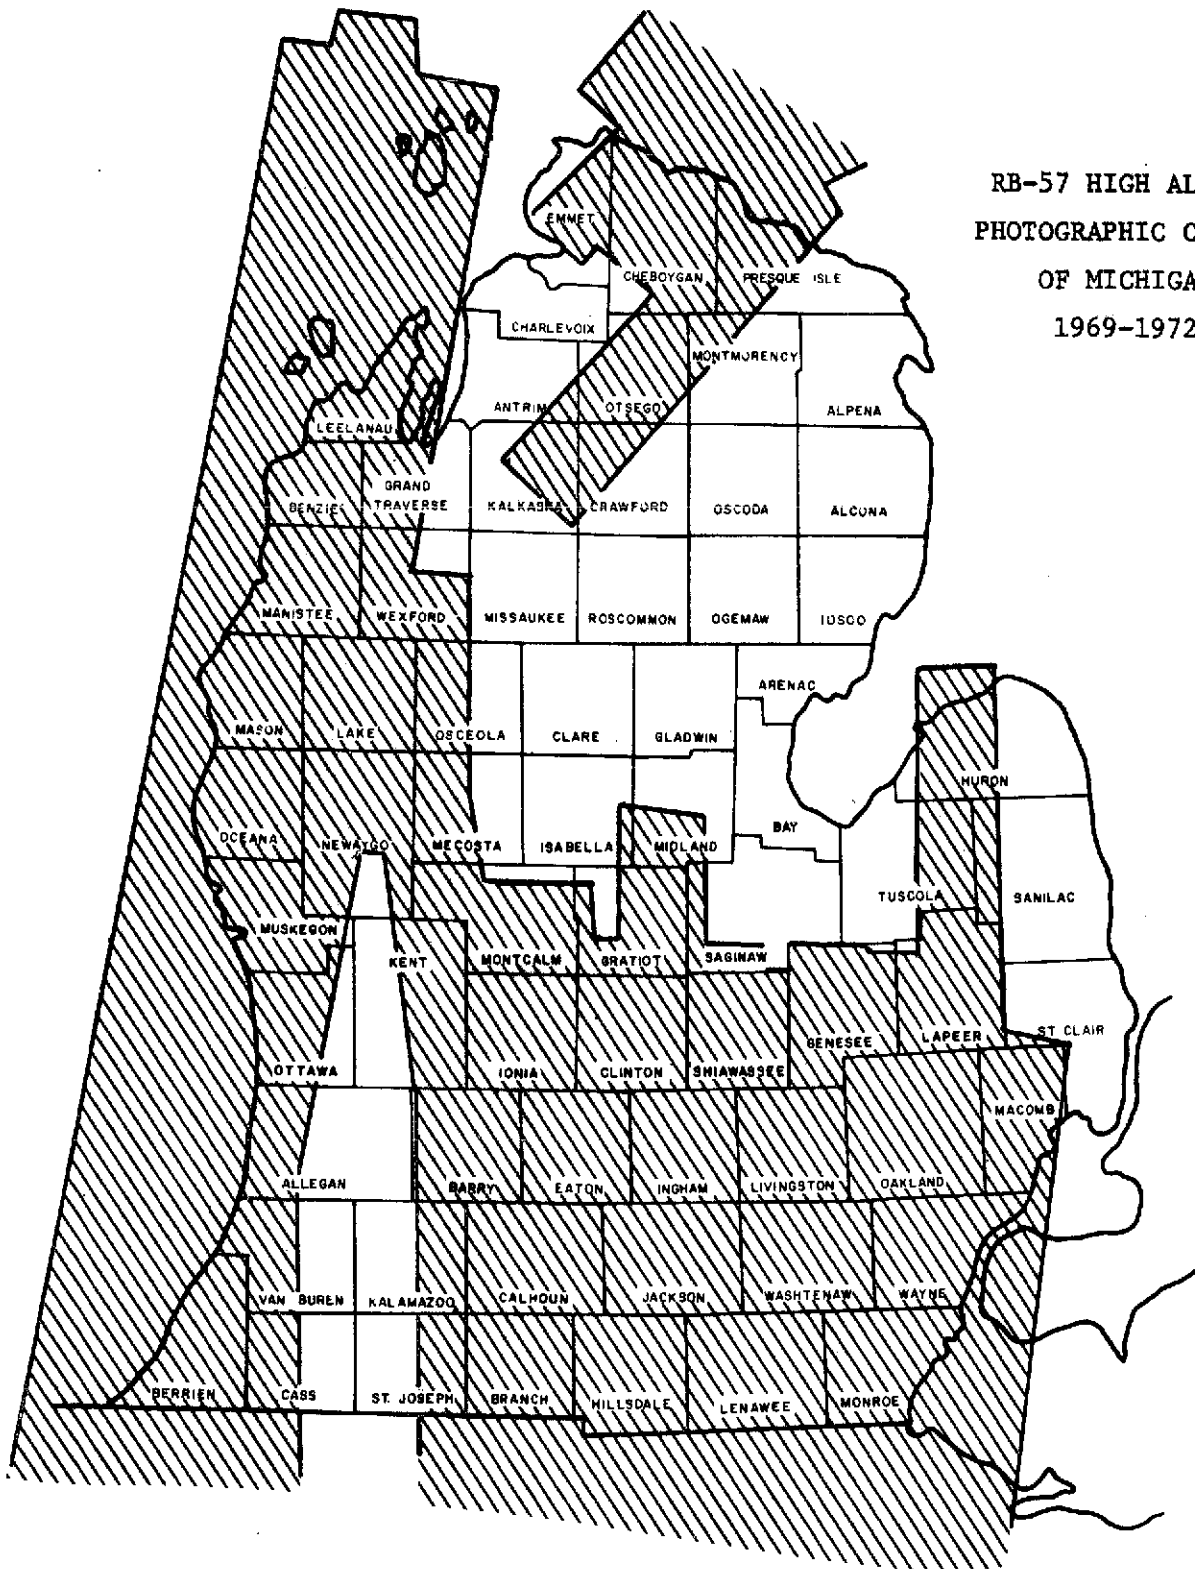 RB-57 HIGH AL
PHOTOGRAPHIC C
OF MICHIGA
1969-1972
EMMET
CHEBOYGAN
PRESQUE ISLE
CHARLEVOIX
MONTMORENCY
ANTRIM
OTSEGO
ALPENA
LEELANAU
BENZIE
GRAND
TRAVERSE
KALKASKA
CRAWFORD
OSCODA
ALCONA
MANISTEE
WEXFORD
MISSAUKEE
ROSCOMMON
OGEMAW
IOSCO
ARENAC
MASON
LAKE
OSCEOLA
CLARE
GLADWIN
HURON
OCEANA
NEWAYGO
MECOSTA
ISABELLA
MIDLAND
BAY
TUSCOLA
SANILAC
MUSKEGON
KENT
MONTCALM
GRATIOT
SAGINAW
OTTAWA
IONIA
CLINTON
SHIAWASSEE
GENESEE
LAPEER
ST CLAIR
MACOMB
ALLEGAN
BARRY
EATON
INGHAM
LIVINGSTON
OAKLAND
VAN BUREN
KALAMAZOO
CALHOUN
JACKSON
WASHTENAW
WAYNE
BERRIEN
CASS
ST. JOSEPH
BRANCH
HILLSDALE
LENAWEE
MONROE